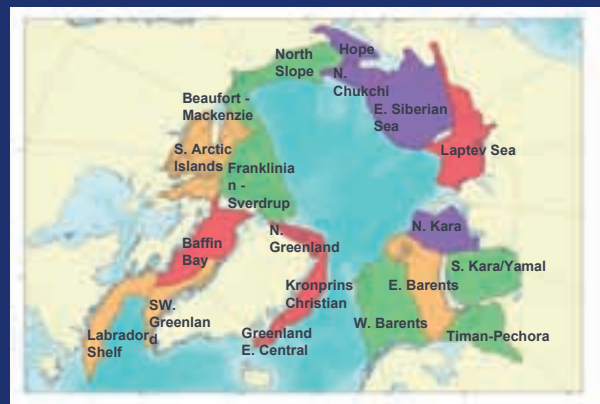 North
Slope
Hope
N.
Chukchi
E. Siberian
Sea
Beaufort -
Mackenzie
S. Arctic
Islands
Franklinia
n -
Sverdrup
Laptev Sea
N. Kara
N.
Greenland
Baffin
Bay
S. Kara/Yamal
E. Barents
Kronprins
Christian
SW.
Greenlan
d
W. Barents
Labrador
Shelf
Greenland
E. Central
Timan-Pechora